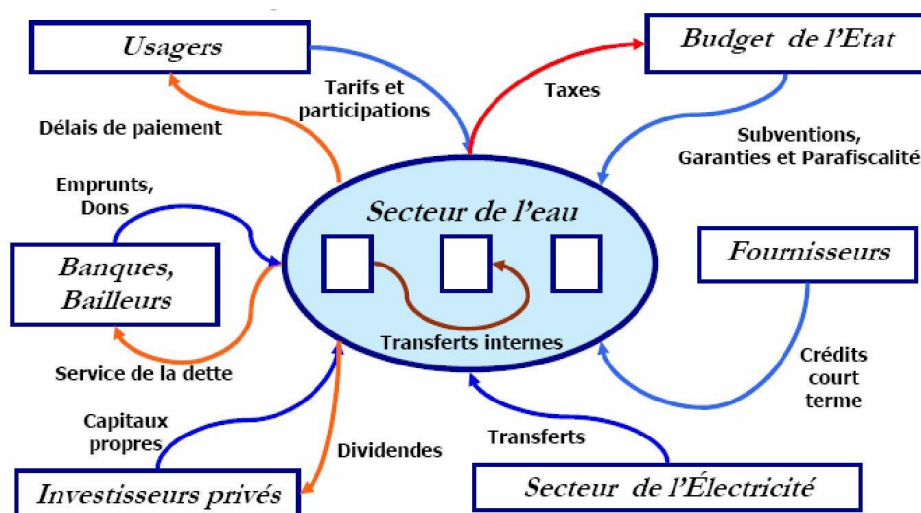 Usagers
Budget de l'Etat
Tarifs et
participations
Taxes
Délais de paiement
Subventions,
Garanties et Parafiscalité
Emprunts,
Dons
Secteur de l'eau
Banques,
Bailleurs
Fournisseurs
Transferts internes
Service de la dette
Crédits
court
terme
Capitaux
propres
Dividendes
Transferts
Investisseurs privés
Secteur de l'Électricité